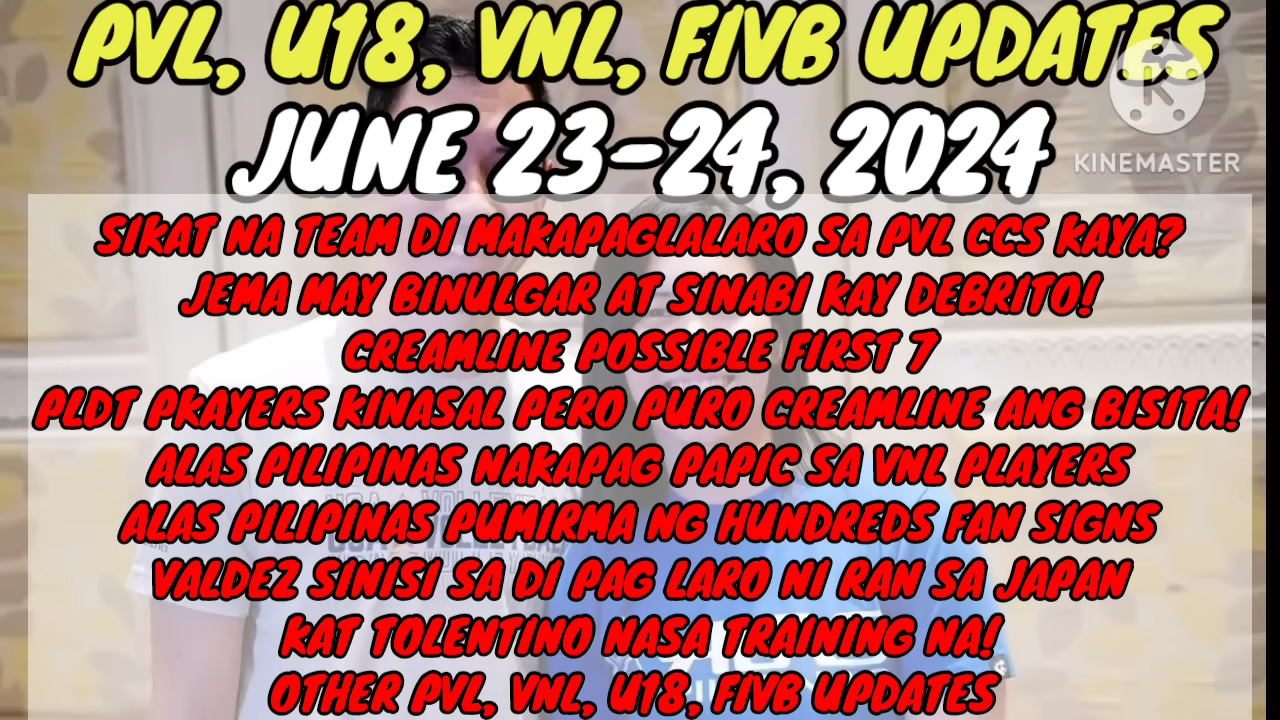 PVL, U18, VNL, FIVB UPDATES
JUNE 23-24, 2024
K
KINEMASTER
SIKAT NA TEAM DI MAKAPAGLALARO SA PVL CCS KAYA?
JEMA MAY BINULGAR AT SINABI KAY DEBRITO!
CREAMLINE POSSIBLE FIRST 7
PLDT PKAYERS KINASAL PERO PURO CREAMLINE ANG BISITA!
ALAS PILIPINAS NAKAPAG PAPIC SA VNL PLAYERS
ALAS PILIPINAS PUMIRMA NG HUNDREDS FAN SIGNS
VALDEZ SINISI SA DI PAG LARO NI RAN SA JAPAN
KAT TOLENTINO NASA TRAINING NA!
OTHER PVL, VNL, U18, FIVB UPDATES